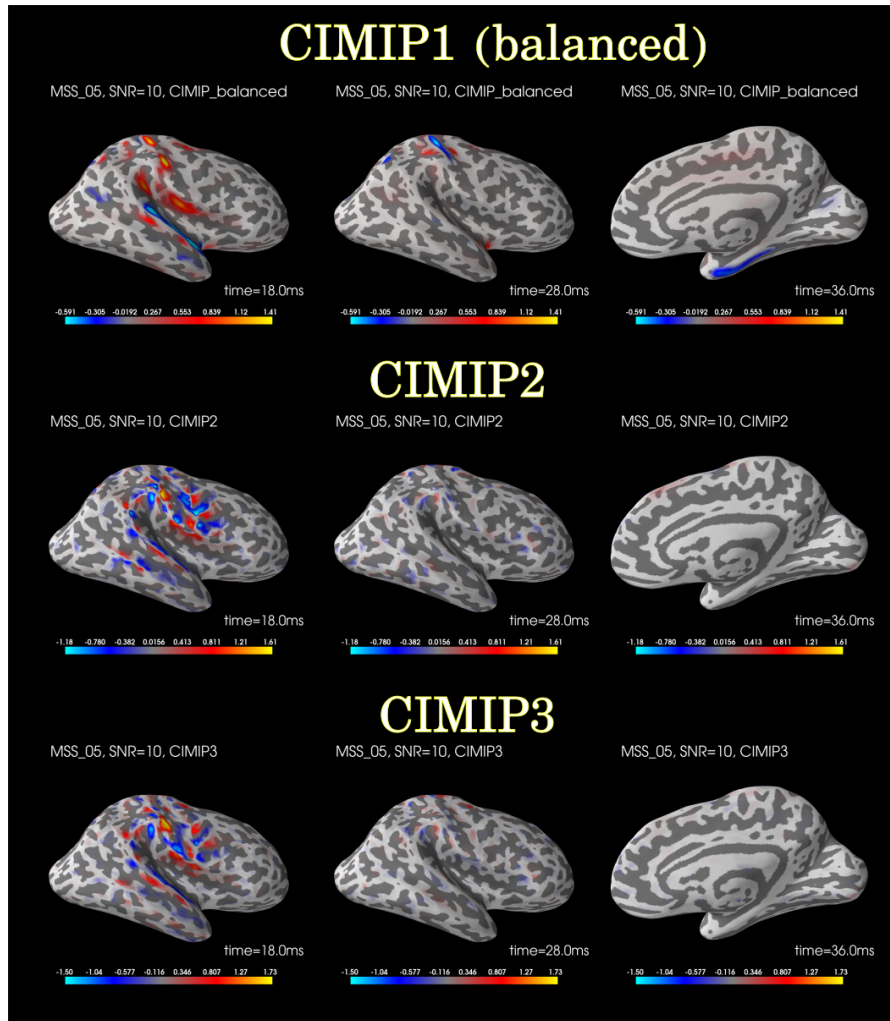 CIMIP1 (balanced)
MSS_05, SNR=10, CIMIP_balanced MSS_05, SNR=10, CIMIP_balanced MSS_05, SNR=10, CIMIP_balanced
time=18.0ms time=28.0ms time=36.0ms
-0.591 -0.305 -0.0192 0.267 0.553 0.839 1.12 1.41 -0.591 -0.305 -0.0192 0.267 0.553 0.839 1.12 1.41 -0.591 -0.305 -0.0192 0.267 0.553 0.839 1.12 1.41
CIMIP2
MSS_05, SNR=10, CIMIP2 MSS_05, SNR=10, CIMIP2 MSS_05, SNR=10, CIMIP2
time=18.0ms time=28.0ms time=36.0ms
-1.18 -0.780 -0.382 0.0156 0.413 0.811 1.21 1.61 -1.18 -0.780 -0.382 0.0156 0.413 0.811 1.21 1.61 -1.18 -0.780 -0.382 0.0156 0.413 0.811 1.21 1.61
CIMIP3
MSS_05, SNR=10, CIMIP3 MSS_05, SNR=10, CIMIP3 MSS_05, SNR=10, CIMIP3
time=18.0ms time=28.0ms time=36.0ms
-1.50 -1.04 -0.577 -0.116 0.346 0.807 1.27 1.73 -1.50 -1.04 -0.577 -0.116 0.346 0.807 1.27 1.73 -1.50 -1.04 -0.577 -0.116 0.346 0.807 1.27 1.73